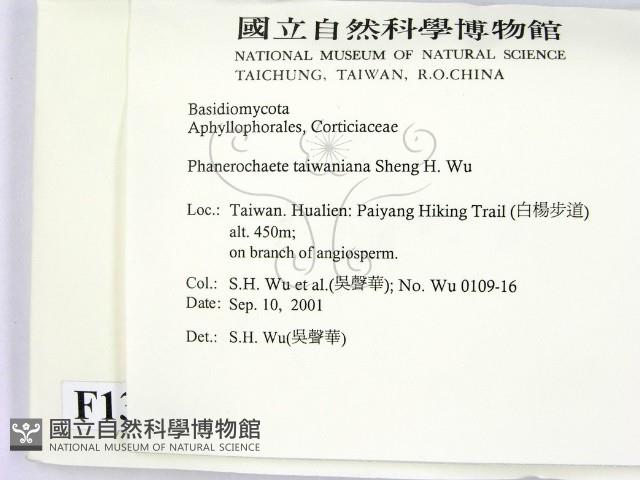 國立自然科學博物館
NATIONAL MUSEUM OF NATURAL SCIENCE
TAICHUNG, TAIWAN, R.O.CHINA
Basidiomycota
Aphyllophorales, Corticiaceae
Phanerochaete taiwaniana Sheng H. Wu
Loc.: Taiwan. Hualien: Paiyang Hiking Trail (白楊步道)
alt. 450m;
on branch of angiosperm.
Col.: S.H. Wu et al.(吳聲華); No. Wu 0109-16
Date: Sep. 10, 2001
Det.: S.H. Wu(吳聲華)
F13
國立自然科學博物館
NATIONAL MUSEUM OF NATURAL SCIENCE